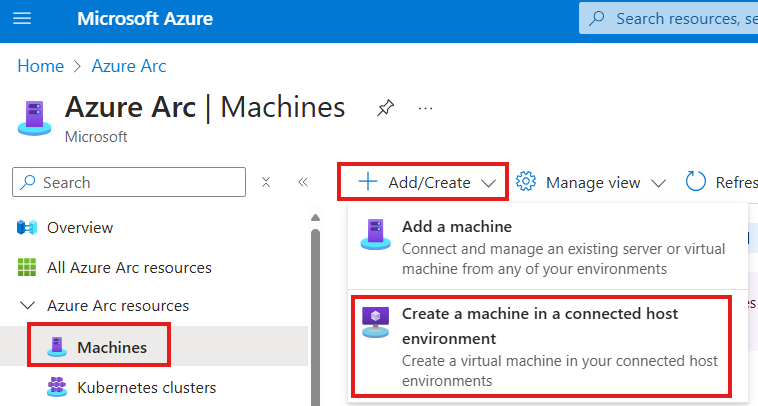 Microsoft Azure
Search resources, se
Home > Azure Arc
Azure Arc | Machines
Microsoft
Search
Add/Create
Manage view
Refres
Overview
All Azure Arc resources
Azure Arc resources
Machines
Kubernetes clusters
Add a machine
Connect and manage an existing server or virtual
machine from any of your environments
Create a machine in a connected host
environment
Create a virtual machine in your connected host
environments